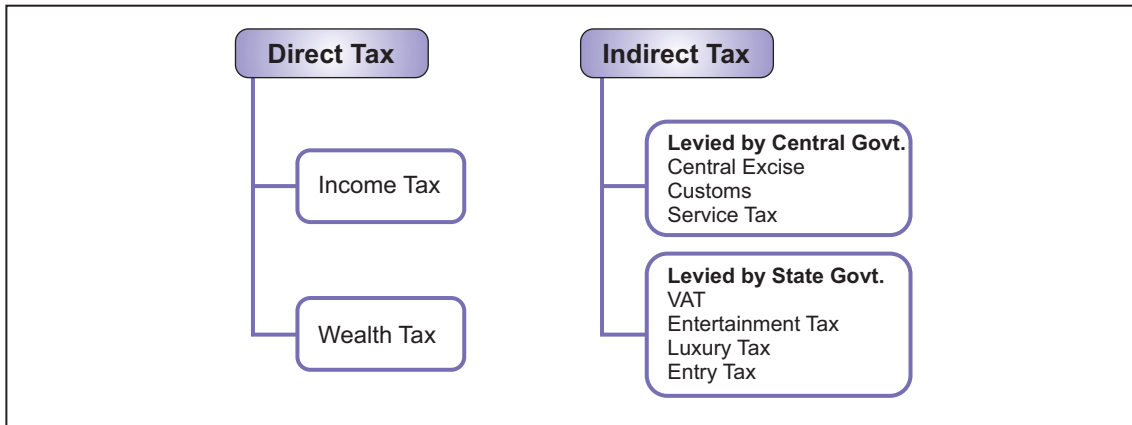 Direct Tax
Income Tax
Wealth Tax
Indirect Tax
Levied by Central Govt.
Central Excise
Customs
Service Tax
Levied by State Govt.
VAT
Entertainment Tax
Luxury Tax
Entry Tax